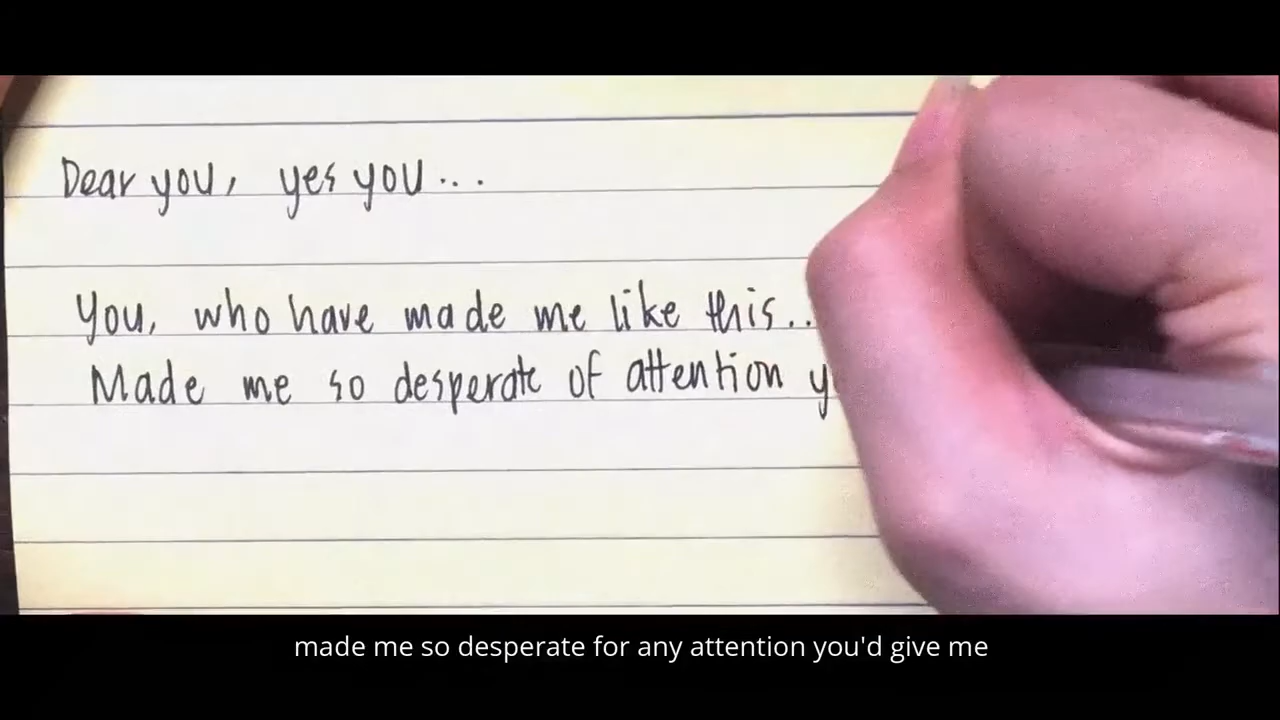 Dear you, yes you...
You, who have made me like this..
Made me so desperate of attention y
made me so desperate for any attention you'd give me